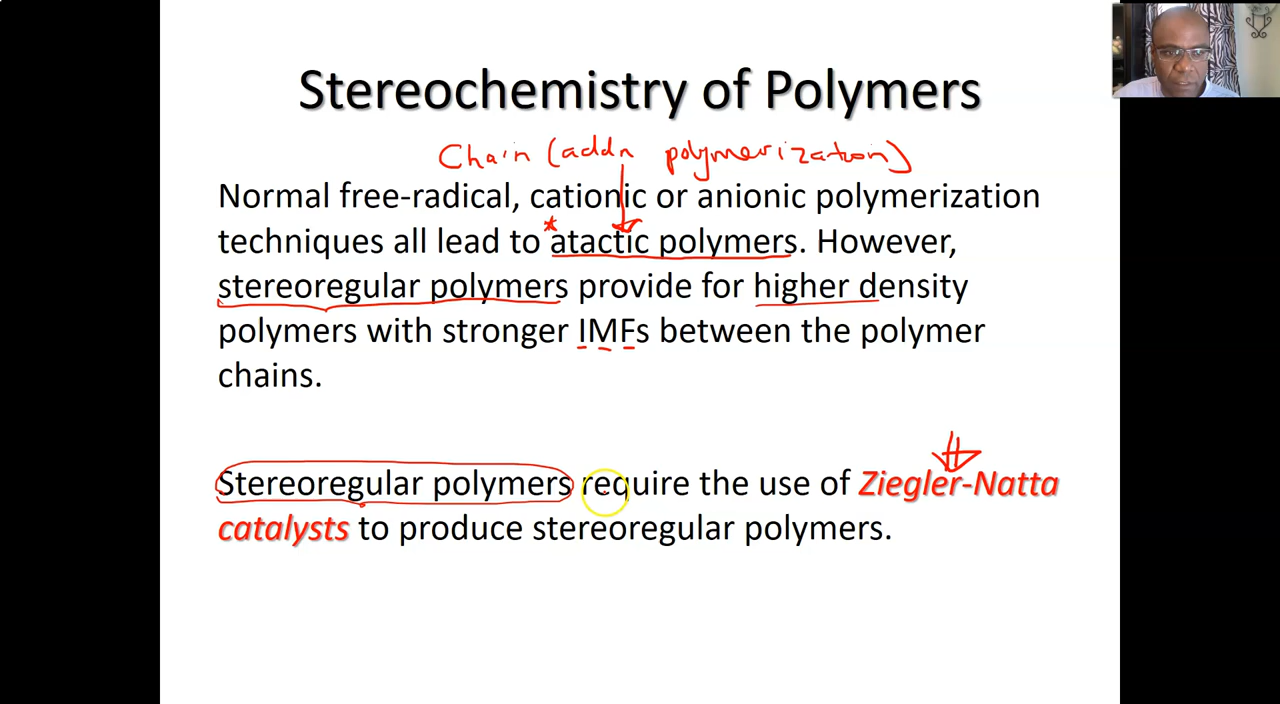 Stereochemistry of Polymers
Chain (addn polymerization)
Normal free-radical, cationic or anionic polymerization
techniques all lead to *atactic polymers. However,
stereoregular polymers provide for higher density
polymers with stronger IMFs between the polymer
chains.
Stereoregular polymers require the use of Ziegler-Natta
catalysts to produce stereoregular polymers.